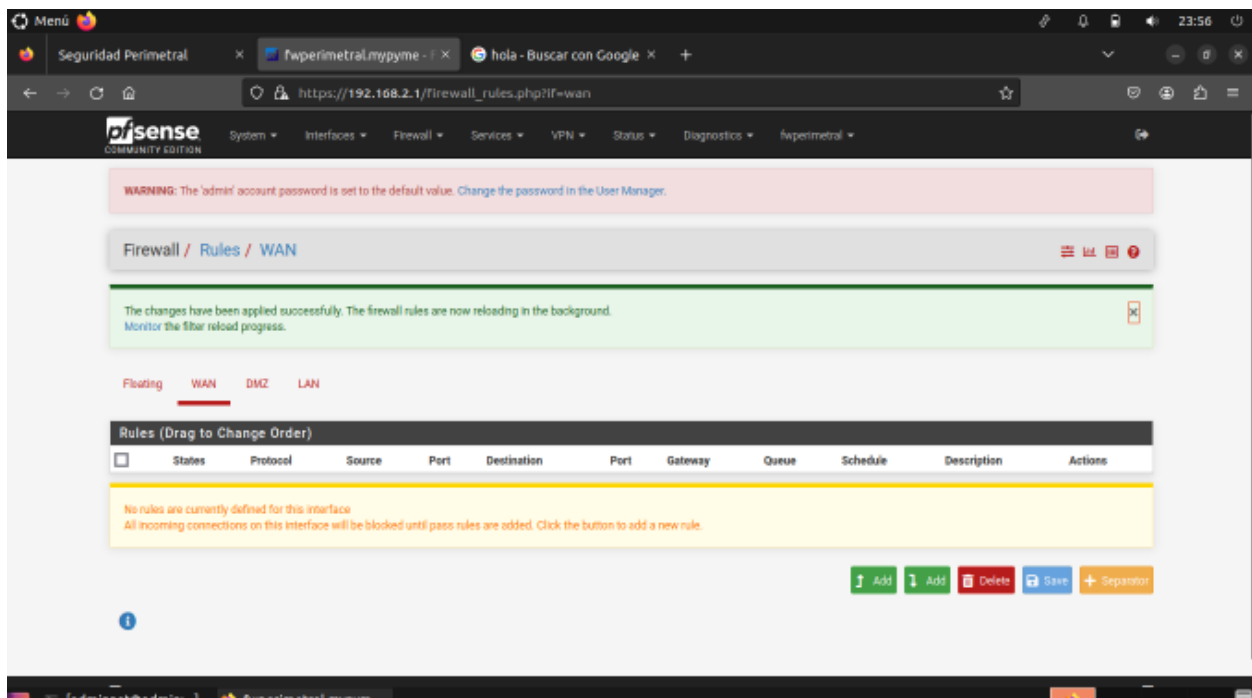 Menú
23:56
Seguridad Perimetral
fwperimetral.mypyme - F
hola - Buscar con Google
https://192.168.2.1/firewall_rules.php?if=wan
pfsense
COMMUNITY EDITION
System
Interfaces
Firewall
Services
VPN
Status
Diagnostics
fwperimetral
WARNING: The 'admin' account password is set to the default value. Change the password in the User Manager.
Firewall / Rules / WAN
The changes have been applied successfully. The firewall rules are now reloading in the background.
Monitor the filter reload progress.
Floating WAN DMZ LAN
Rules (Drag to Change Order)
States Protocol Source Port Destination Port Gateway Queue Schedule Description Actions
No rules are currently defined for this interface
All incoming connections on this interface will be blocked until pass rules are added. Click the button to add a new rule.
Add Add Delete Save Separator